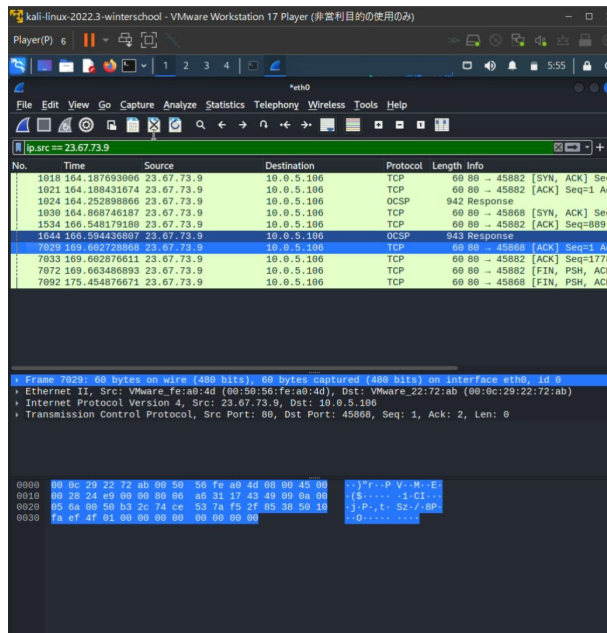 kali-linux-2022.3-winterschool - VMware Workstation 17 Player (非営利目的の使用のみ)
Player(P) 6
1 2 3 4 5:55
*eth0
File Edit View Go Capture Analyze Statistics Telephony Wireless Tools Help
ip.src == 23.67.73.9
No. Time Source Destination Protocol Length Info
1018 164.187693006 23.67.73.9 10.0.5.106 TCP 60 80 → 45882 [SYN, ACK] Se
1021 164.188431674 23.67.73.9 10.0.5.106 TCP 60 80 → 45882 [ACK] Seq=1 A
1024 164.252898866 23.67.73.9 10.0.5.106 OCSP 942 Response
1030 164.868746187 23.67.73.9 10.0.5.106 TCP 60 80 → 45868 [SYN, ACK] Se
1534 166.548179180 23.67.73.9 10.0.5.106 TCP 60 80 → 45882 [ACK] Seq=889
1644 166.594436807 23.67.73.9 10.0.5.106 OCSP 943 Response
7029 169.602728868 23.67.73.9 10.0.5.106 TCP 60 80 → 45868 [ACK] Seq=1 A
7033 169.602876611 23.67.73.9 10.0.5.106 TCP 60 80 → 45882 [ACK] Seq=177
7072 169.663486893 23.67.73.9 10.0.5.106 TCP 60 80 → 45882 [FIN, PSH, AC
7092 175.454876671 23.67.73.9 10.0.5.106 TCP 60 80 → 45868 [FIN, PSH, AC
Frame 7029: 60 bytes on wire (480 bits), 60 bytes captured (480 bits) on interface eth0, id 0
Ethernet II, Src: VMware_fe:a0:4d (00:50:56:fe:a0:4d), Dst: VMware_22:72:ab (00:0c:29:22:72:ab)
Internet Protocol Version 4, Src: 23.67.73.9, Dst: 10.0.5.106
Transmission Control Protocol, Src Port: 80, Dst Port: 45868, Seq: 1, Ack: 2, Len: 0
0000 00 0c 29 22 72 ab 00 50 56 fe a0 4d 08 00 45 00 ··)"r··P V··M··E·
0010 00 28 24 e9 00 00 80 06 a6 31 17 43 49 09 0a 00 ·($····· ·1·CI···
0020 05 6a 00 50 b3 2c 74 ce 53 7a f5 2f 85 38 50 10 ·j·P·,t· Sz·/·8P·
0030 fa ef 4f 01 00 00 00 00 00 00 00 00 ··O····· ····